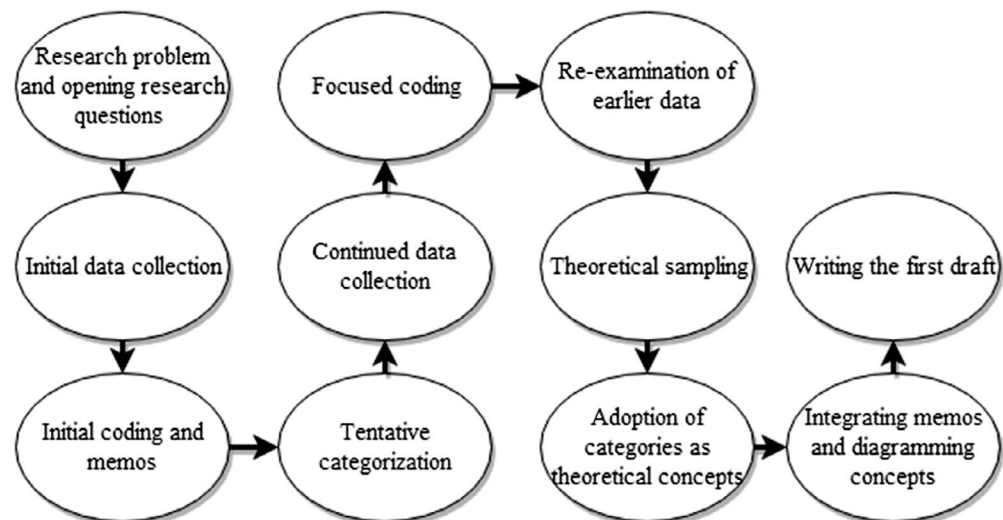 Research problem
and opening research
questions
Initial data collection
Initial coding and
memos
Tentative
categorization
Continued data
collection
Focused coding
Re-examination of
earlier data
Theoretical sampling
Adoption of
categories as
theoretical concepts
Integrating memos
and diagramming
concepts
Writing the first draft